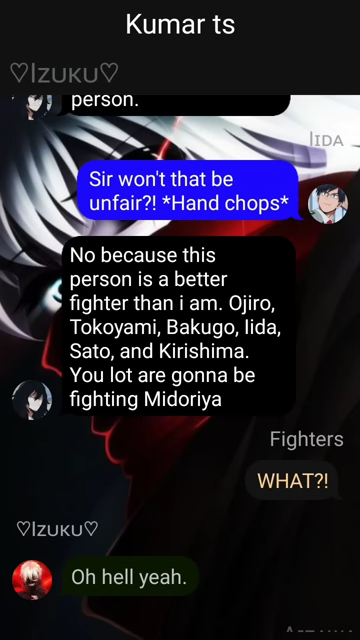 Kumar ts
♡Izuku♡
person.
Iida
Sir won't that be
unfair?! *Hand chops*
No because this
person is a better
fighter than i am. Ojiro,
Tokoyami, Bakugo, Iida,
Sato, and Kirishima.
You lot are gonna be
fighting Midoriya
Fighters
WHAT?!
♡Izuku♡
Oh hell yeah.